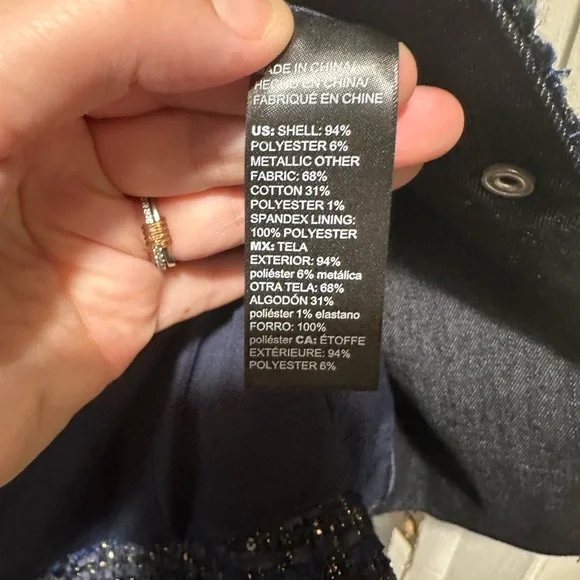 MADE IN CHINA/
HECHO EN CHINA/
FABRIQUÉ EN CHINE
US: SHELL: 94%
POLYESTER 6%
METALLIC OTHER
FABRIC: 68%
COTTON 31%
POLYESTER 1%
SPANDEX LINING:
100% POLYESTER
MX: TELA
EXTERIOR: 94%
poliéster 6% metálica
OTRA TELA: 68%
ALGODÓN 31%
poliéster 1% elastano
FORRO: 100%
poliéster CA: ÉTOFFE
EXTÉRIEURE: 94%
POLYESTER 6%